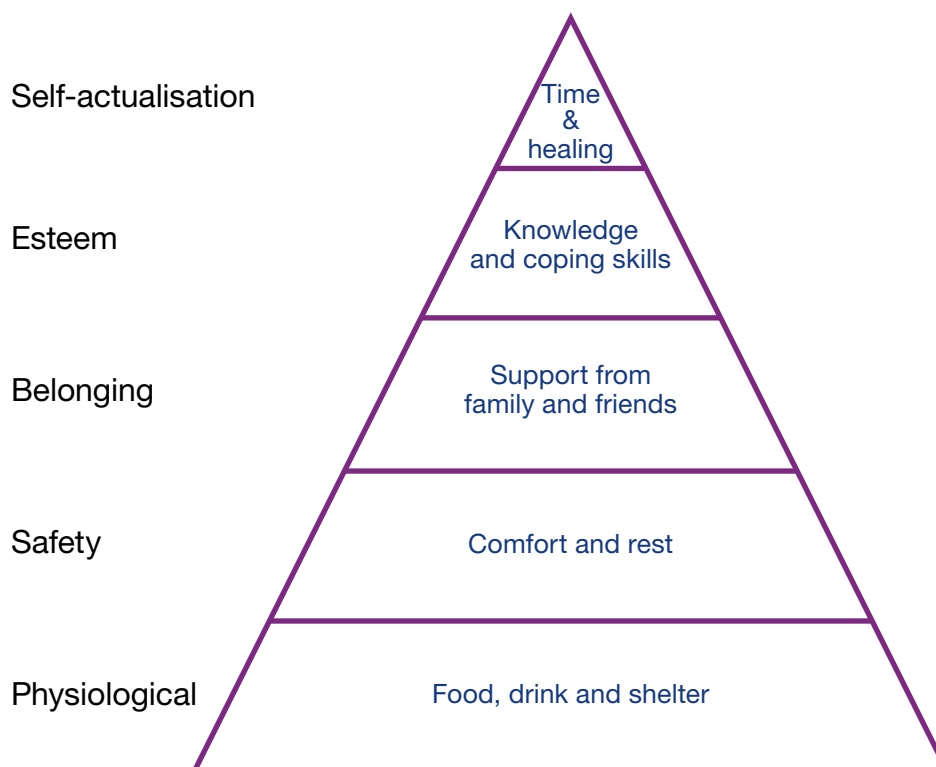 Self-actualisation
Time
&
healing
Esteem
Knowledge
and coping skills
Belonging
Support from
family and friends
Safety
Comfort and rest
Physiological
Food, drink and shelter